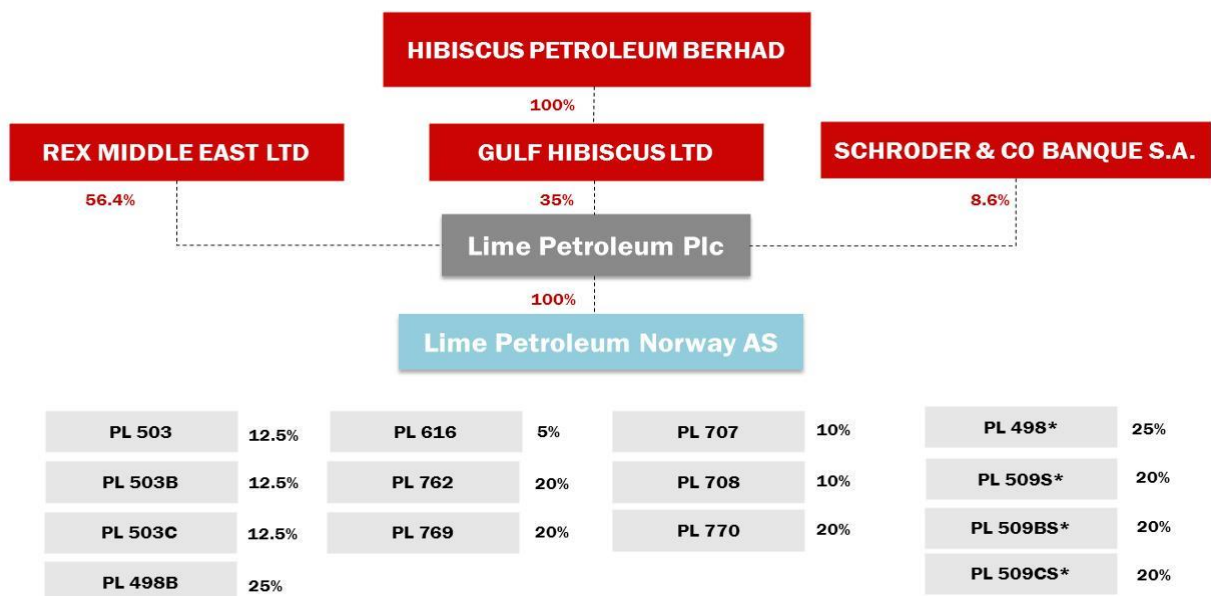 HIBISCUS PETROLEUM BERHAD
100%
REX MIDDLE EAST LTD
GULF HIBISCUS LTD
SCHRODER & CO BANQUE S.A.
56.4%
35%
8.6%
Lime Petroleum Plc
100%
Lime Petroleum Norway AS
PL 503 12.5%
PL 503B 12.5%
PL 503C 12.5%
PL 498B 25%
PL 616 5%
PL 762 20%
PL 769 20%
PL 707 10%
PL 708 10%
PL 770 20%
PL 498* 25%
PL 509S* 20%
PL 509BS* 20%
PL 509CS* 20%